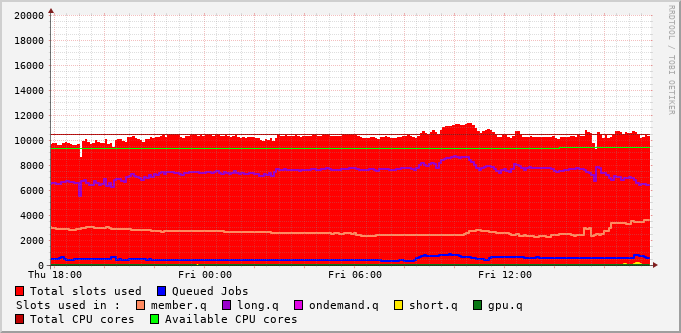 20000
18000
16000
14000
12000
10000
8000
6000
4000
2000
0
Thu 18:00 Fri 00:00 Fri 06:00 Fri 12:00
Total slots used Queued Jobs
Slots used in : member.q long.q ondemand.q short.q gpu.q
Total CPU cores Available CPU cores
RRDTOOL / TOBI OETIKER